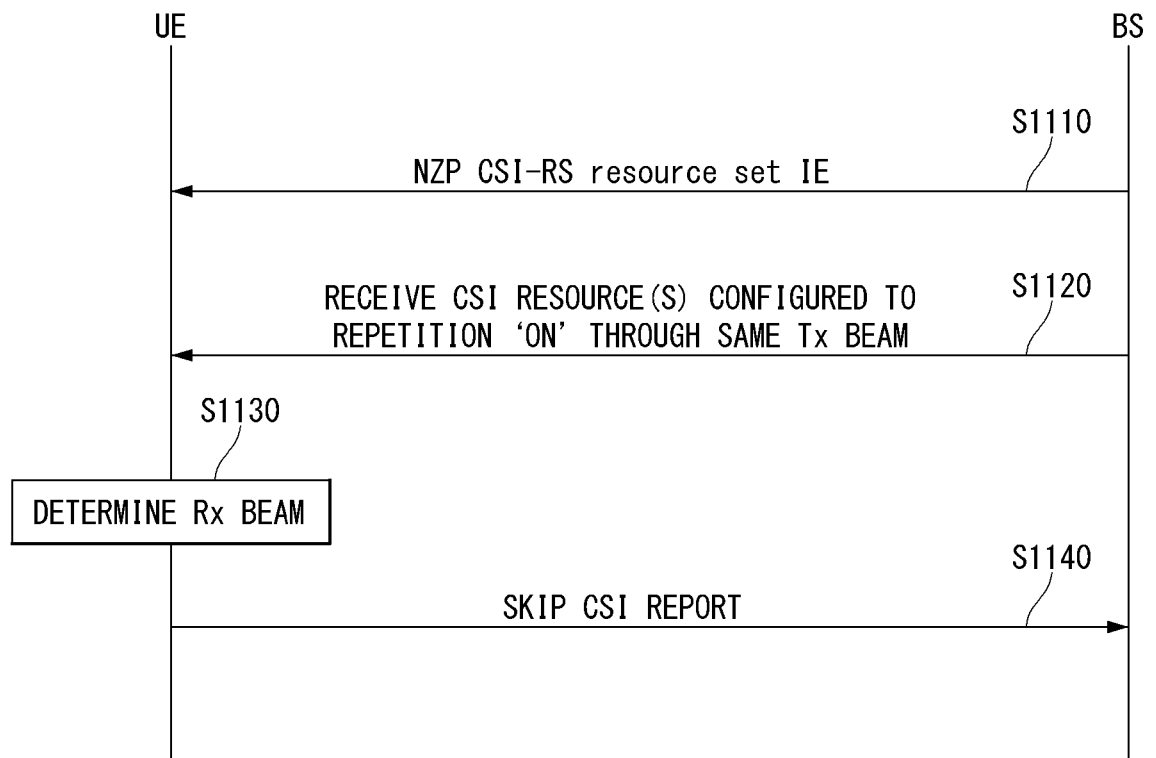 UE
BS
S1110
NZP CSI-RS resource set IE
S1120
RECEIVE CSI RESOURCE(S) CONFIGURED TO
REPETITION ‘ON’ THROUGH SAME Tx BEAM
S1130
DETERMINE Rx BEAM
S1140
SKIP CSI REPORT